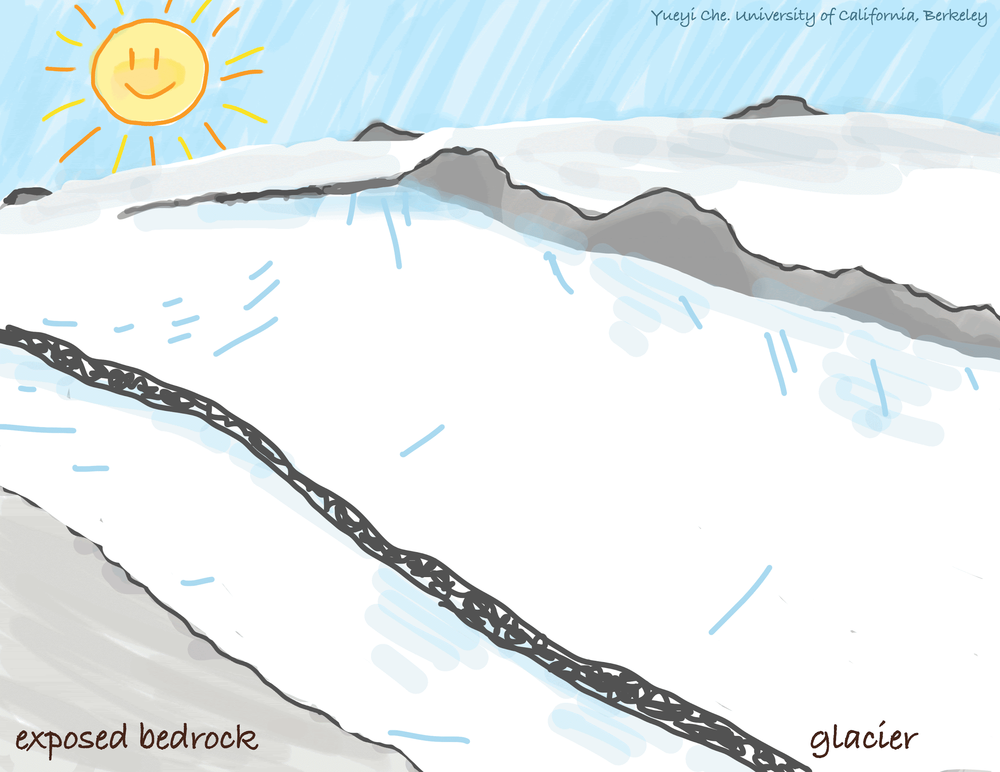 Yueyi Che. University of California, Berkeley
exposed bedrock
glacier